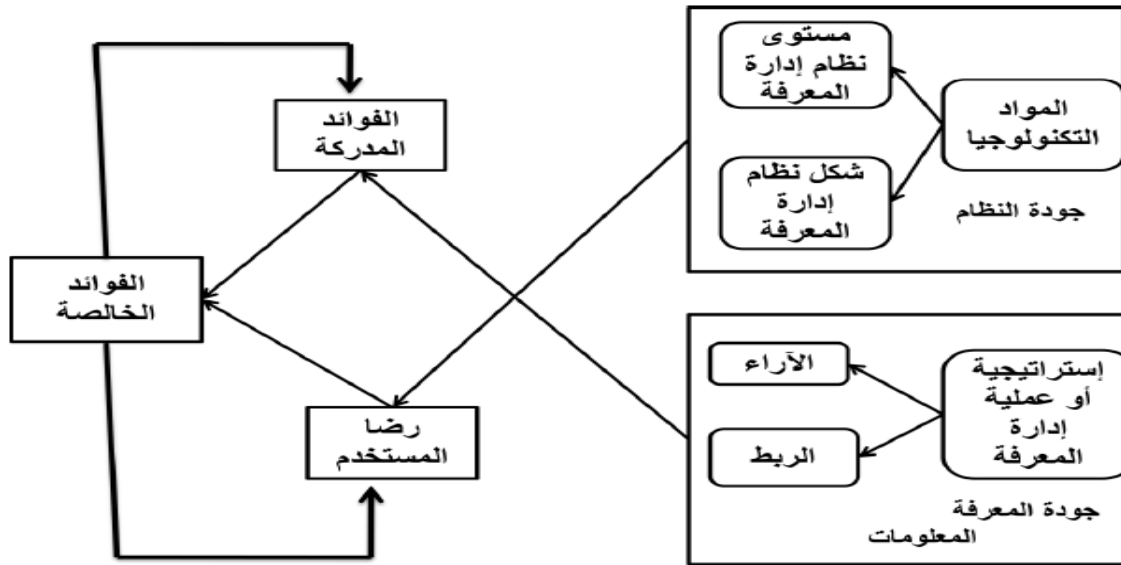 مستوى
نظام إدارة
المعرفة
المواد
التكنولوجيا
شكل نظام
إدارة
المعرفة
جودة النظام
الفوائد
المدركة
الفوائد
الخالصة
رضا
المستخدم
إستراتيجية
أو عملية
إدارة
المعرفة
الآراء
الربط
جودة المعرفة
المعلومات